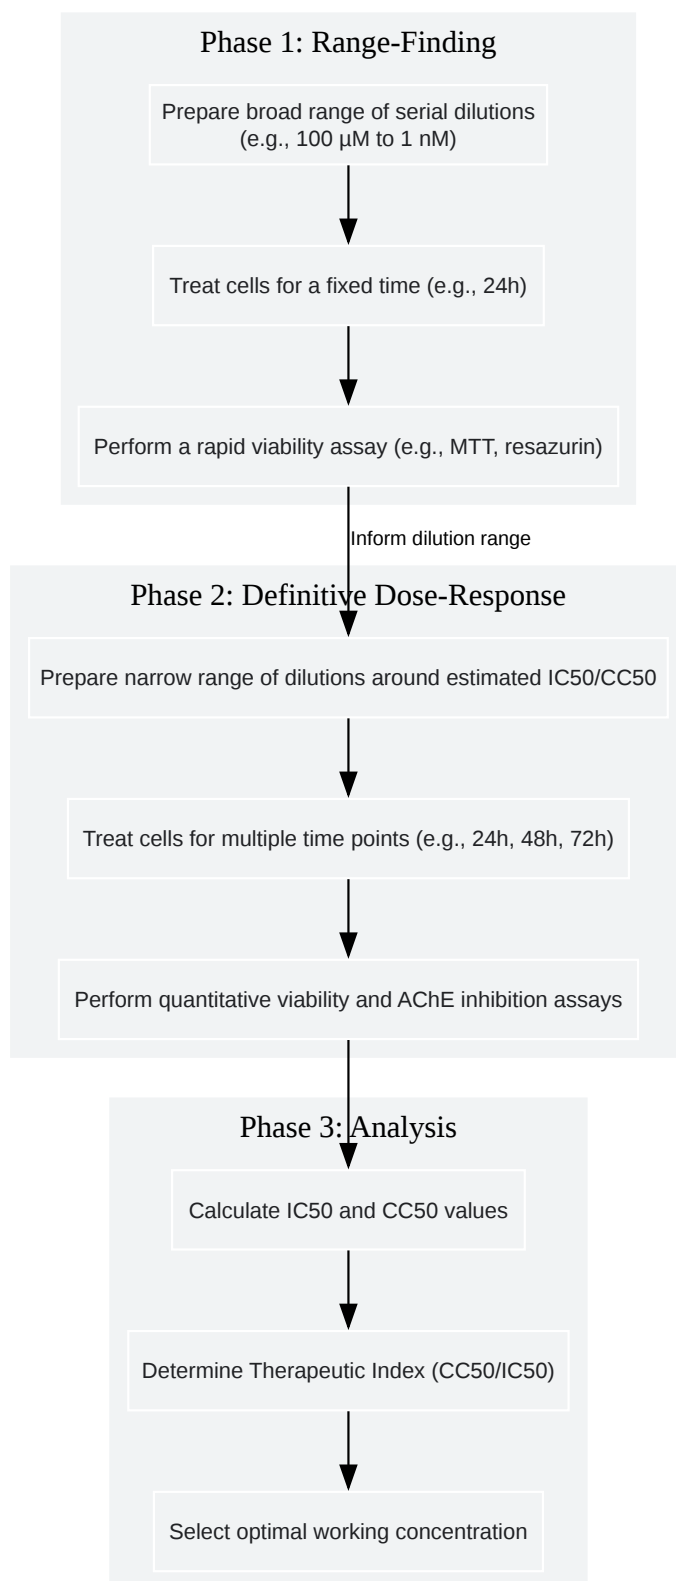 Phase 1: Range-Finding
Prepare broad range of serial dilutions
(e.g., 100 µM to 1 nM)
Treat cells for a fixed time (e.g., 24h)
Perform a rapid viability assay (e.g., MTT, resazurin)
Inform dilution range
Phase 2: Definitive Dose-Response
Prepare narrow range of dilutions around estimated IC50/CC50
Treat cells for multiple time points (e.g., 24h, 48h, 72h)
Perform quantitative viability and AChE inhibition assays
Phase 3: Analysis
Calculate IC50 and CC50 values
Determine Therapeutic Index (CC50/IC50)
Select optimal working concentration